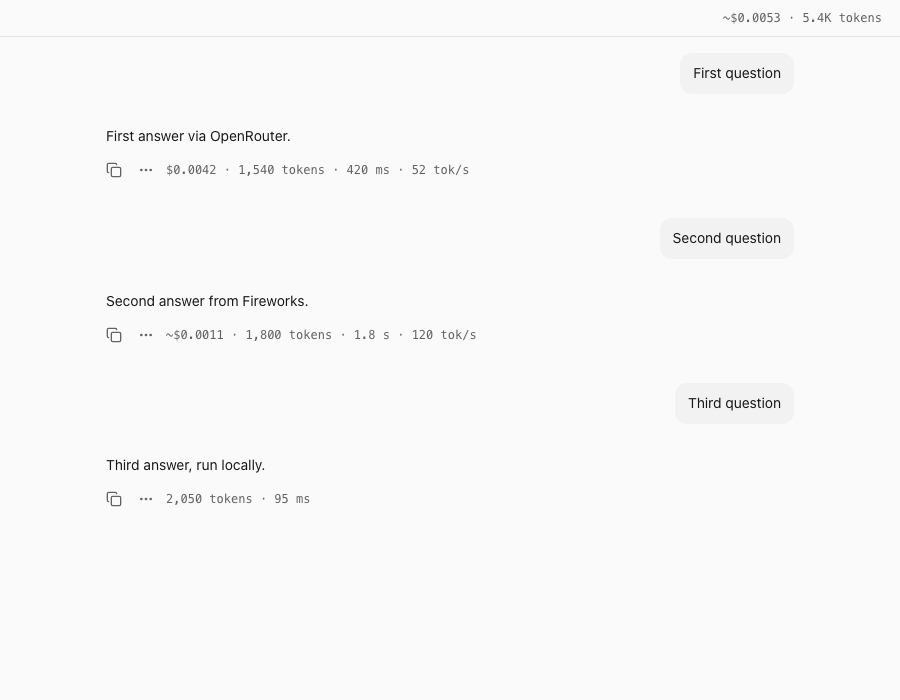 ~$0.0053 · 5.4K tokens
First question
First answer via OpenRouter.
$0.0042 · 1,540 tokens · 420 ms · 52 tok/s
Second question
Second answer from Fireworks.
~$0.0011 · 1,800 tokens · 1.8 s · 120 tok/s
Third question
Third answer, run locally.
2,050 tokens · 95 ms